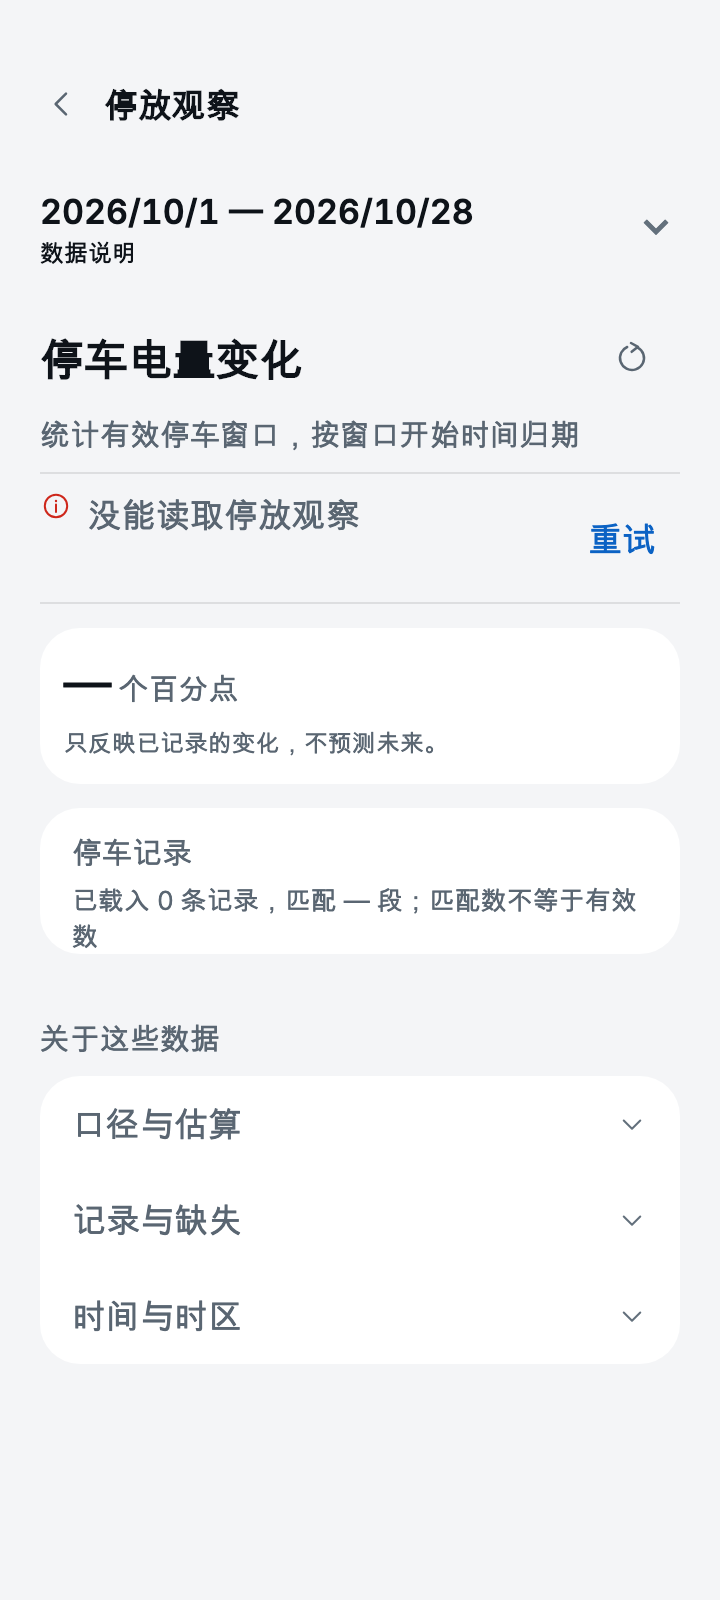 停放观察
2026/10/1 — 2026/10/28
数据说明
停车电量变化
统计有效停车窗口，按窗口开始时间归期
没能读取停放观察
重试
— 个百分点
只反映已记录的变化，不预测未来。
停车记录
已载入 0 条记录，匹配 — 段；匹配数不等于有效
数
关于这些数据
口径与估算
记录与缺失
时间与时区